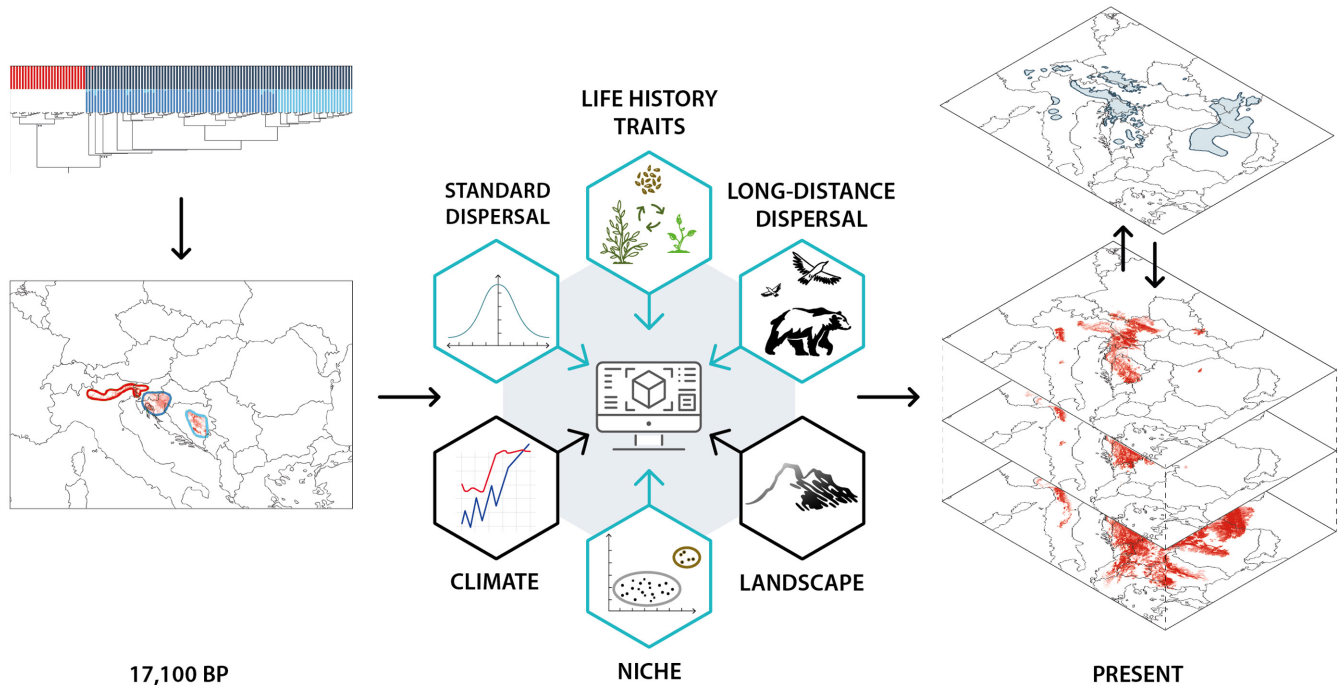 LIFE HISTORY
TRAITS
STANDARD
DISPERSAL
LONG-DISTANCE
DISPERSAL
CLIMATE
LANDSCAPE
NICHE
17,100 BP
PRESENT